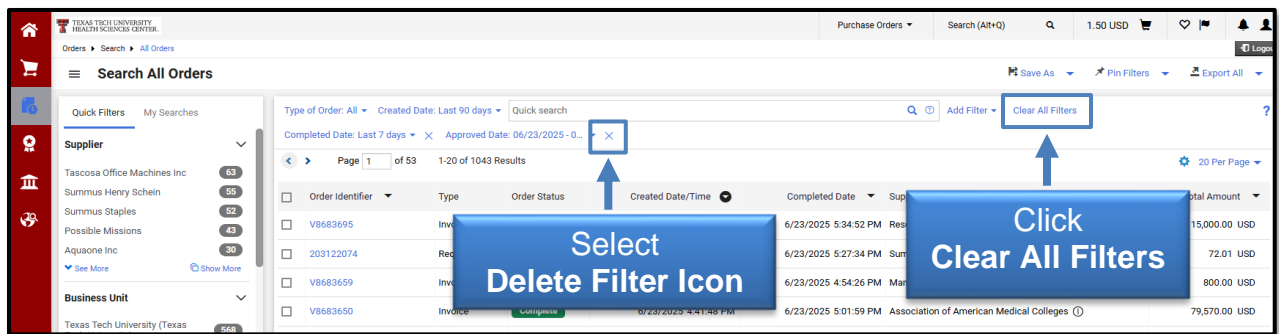 TEXAS TECH UNIVERSITY
HEALTH SCIENCES CENTER.
Purchase Orders
Search (Alt+Q)
1.50 USD
Orders Search All Orders
Logou
Search All Orders
Save As
Pin Filters
Export All
Quick Filters My Searches
Type of Order: All Created Date: Last 90 days Quick search Add Filter Clear All Filters ?
Completed Date: Last 7 days × Approved Date: 06/23/2025 - 0... ×
Supplier
Page 1 of 53 1-20 of 1043 Results 20 Per Page
Tascosa Office Machines Inc 63
Summus Henry Schein 55
Summus Staples 52
Possible Missions 43
Aquaone Inc 30
See More Show More
Business Unit
Texas Tech University (Texas 568
Order Identifier Type Order Status Created Date/Time Completed Date Sup otal Amount
V8683695 Invo 6/23/2025 5:34:52 PM Res 15,000.00 USD
203122074 Req 6/23/2025 5:27:34 PM Sum 72.01 USD
V8683659 Invo 6/23/2025 4:54:26 PM Mar 800.00 USD
V8683650 Invoice Complete 6/23/2025 4:41:48 PM 6/23/2025 5:01:59 PM Association of American Medical Colleges 79,570.00 USD
Select
Delete Filter Icon
Click
Clear All Filters